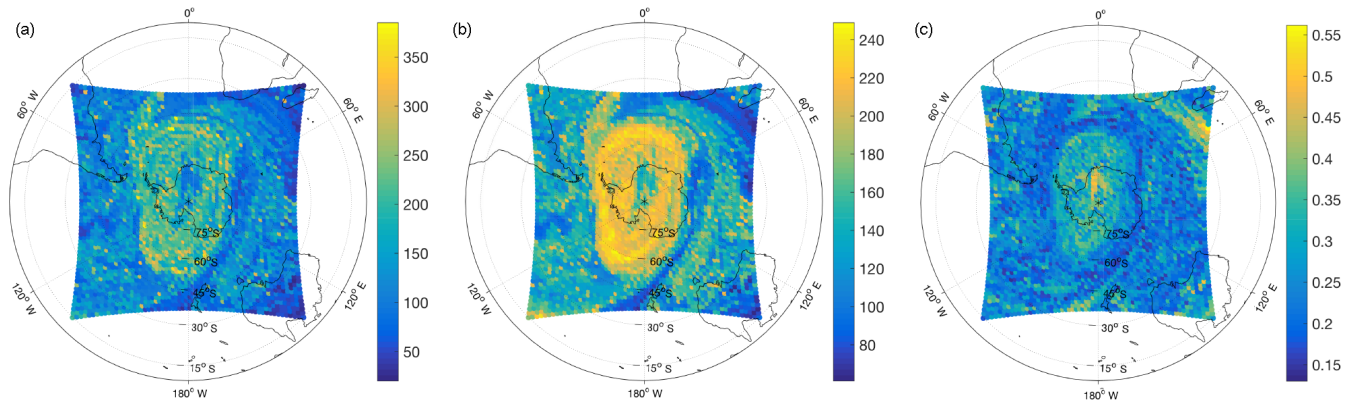 (a)
0°
60° W
60° E
75°S
60°S
45°S
30° S
15° S
120° W
120° E
180° W
350
300
250
200
150
100
50
(b)
0°
60° W
60° E
75°S
60°S
45°S
30° S
15° S
120° W
120° E
180° W
240
220
200
180
160
140
120
100
80
(c)
0°
60° W
60° E
75°S
60°S
45°S
30° S
15° S
120° W
120° E
180° W
0.55
0.5
0.45
0.4
0.35
0.3
0.25
0.2
0.15